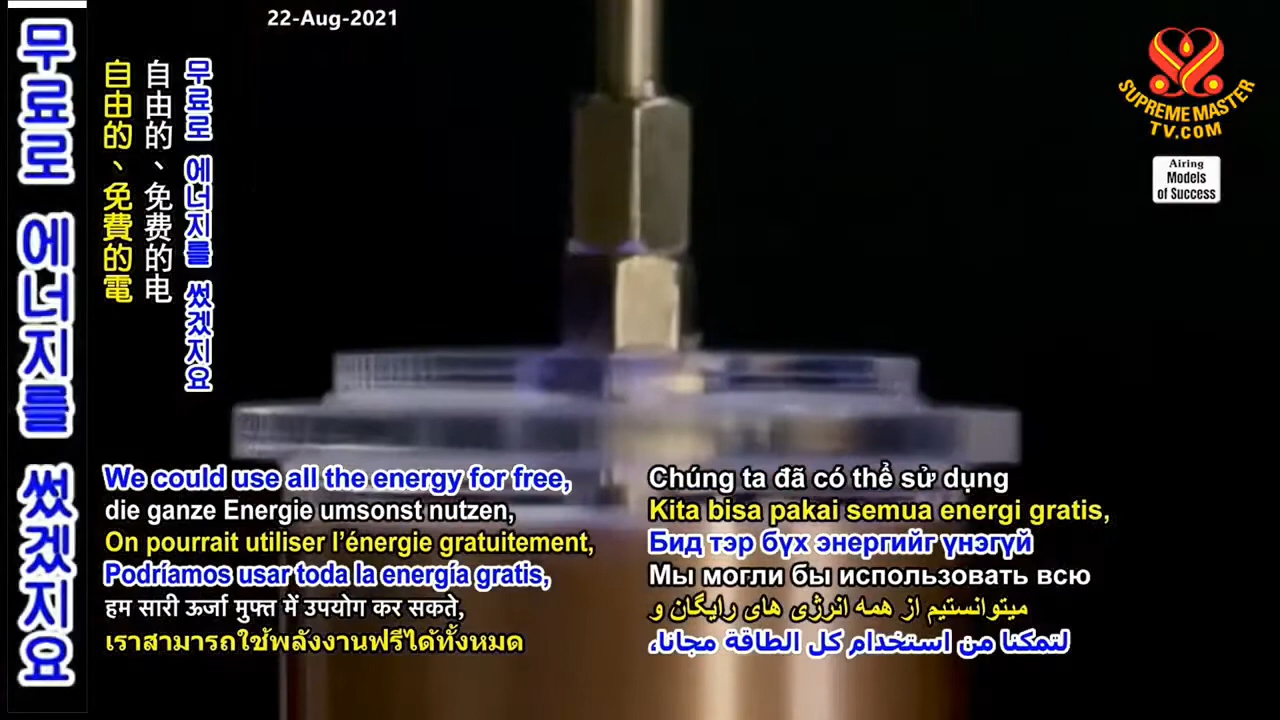 무료로 에너지를 썼겠지요
22-Aug-2021
自由的、免費的電
自由的、免费的电
무료로 에너지를 썼겠지요
SUPREME MASTER
TV.COM
Airing
Models
of Success
We could use all the energy for free,
die ganze Energie umsonst nutzen,
On pourrait utiliser l'énergie gratuitement,
Podríamos usar toda la energía gratis,
हम सारी ऊर्जा मुफ्त में उपयोग कर सकते,
เราสามารถใช้พลังงานฟรีได้ทั้งหมด
Chúng ta đã có thể sử dụng
Kita bisa pakai semua energi gratis,
Бид тэр бүх энергийг үнэгүй
Мы могли бы использовать всю
میتوانستیم از همه انرژی های رایگان و
لتمكنا من استخدام كل الطاقة مجانا،